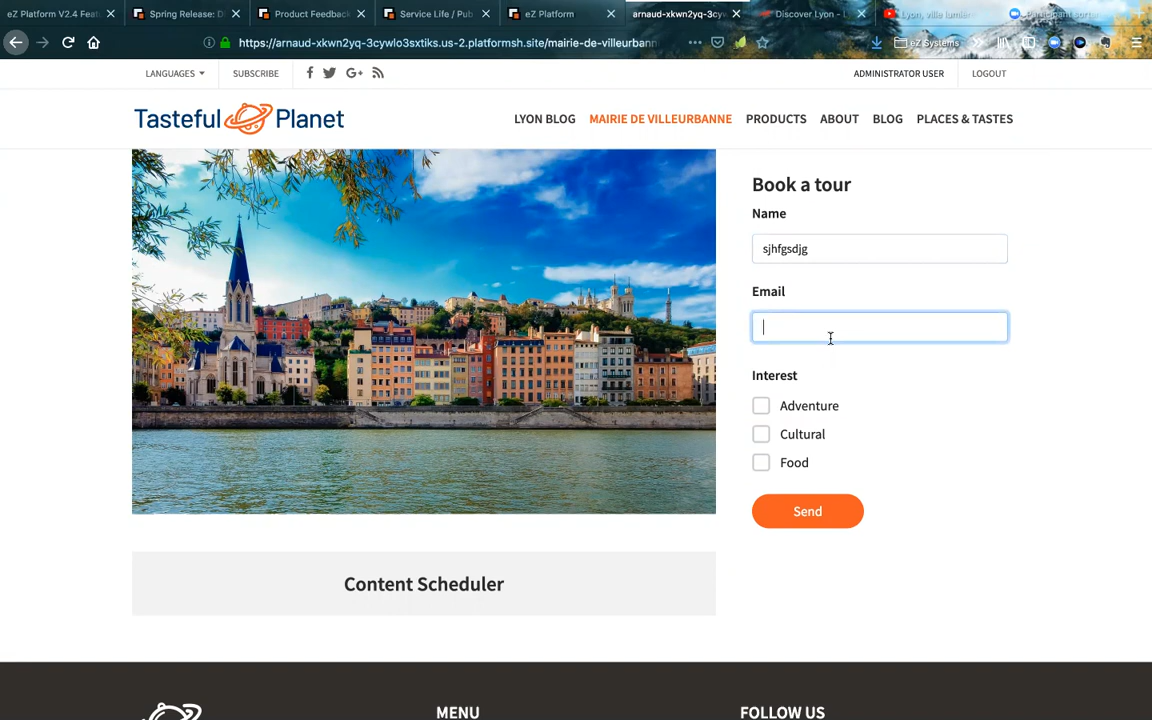 eZ Platform V2.4 Feat
Spring Release: D
Product Feedback
Service Life / Pub
eZ Platform
arnaud-xkwn2yq-3cyw
Discover Lyon - L
Lyon, ville lumièr
https://arnaud-xkwn2yq-3cywlo3sxtiks.us-2.platformsh.site/mairie-de-villeurbann
eZ Systems
LANGUAGES
SUBSCRIBE
ADMINISTRATOR USER
LOGOUT
Tasteful Planet
LYON BLOG
MAIRIE DE VILLEURBANNE
PRODUCTS
ABOUT
BLOG
PLACES & TASTES
Book a tour
Name
sjhfgsdjg
Email
Interest
Adventure
Cultural
Food
Send
Content Scheduler
MENU
FOLLOW US